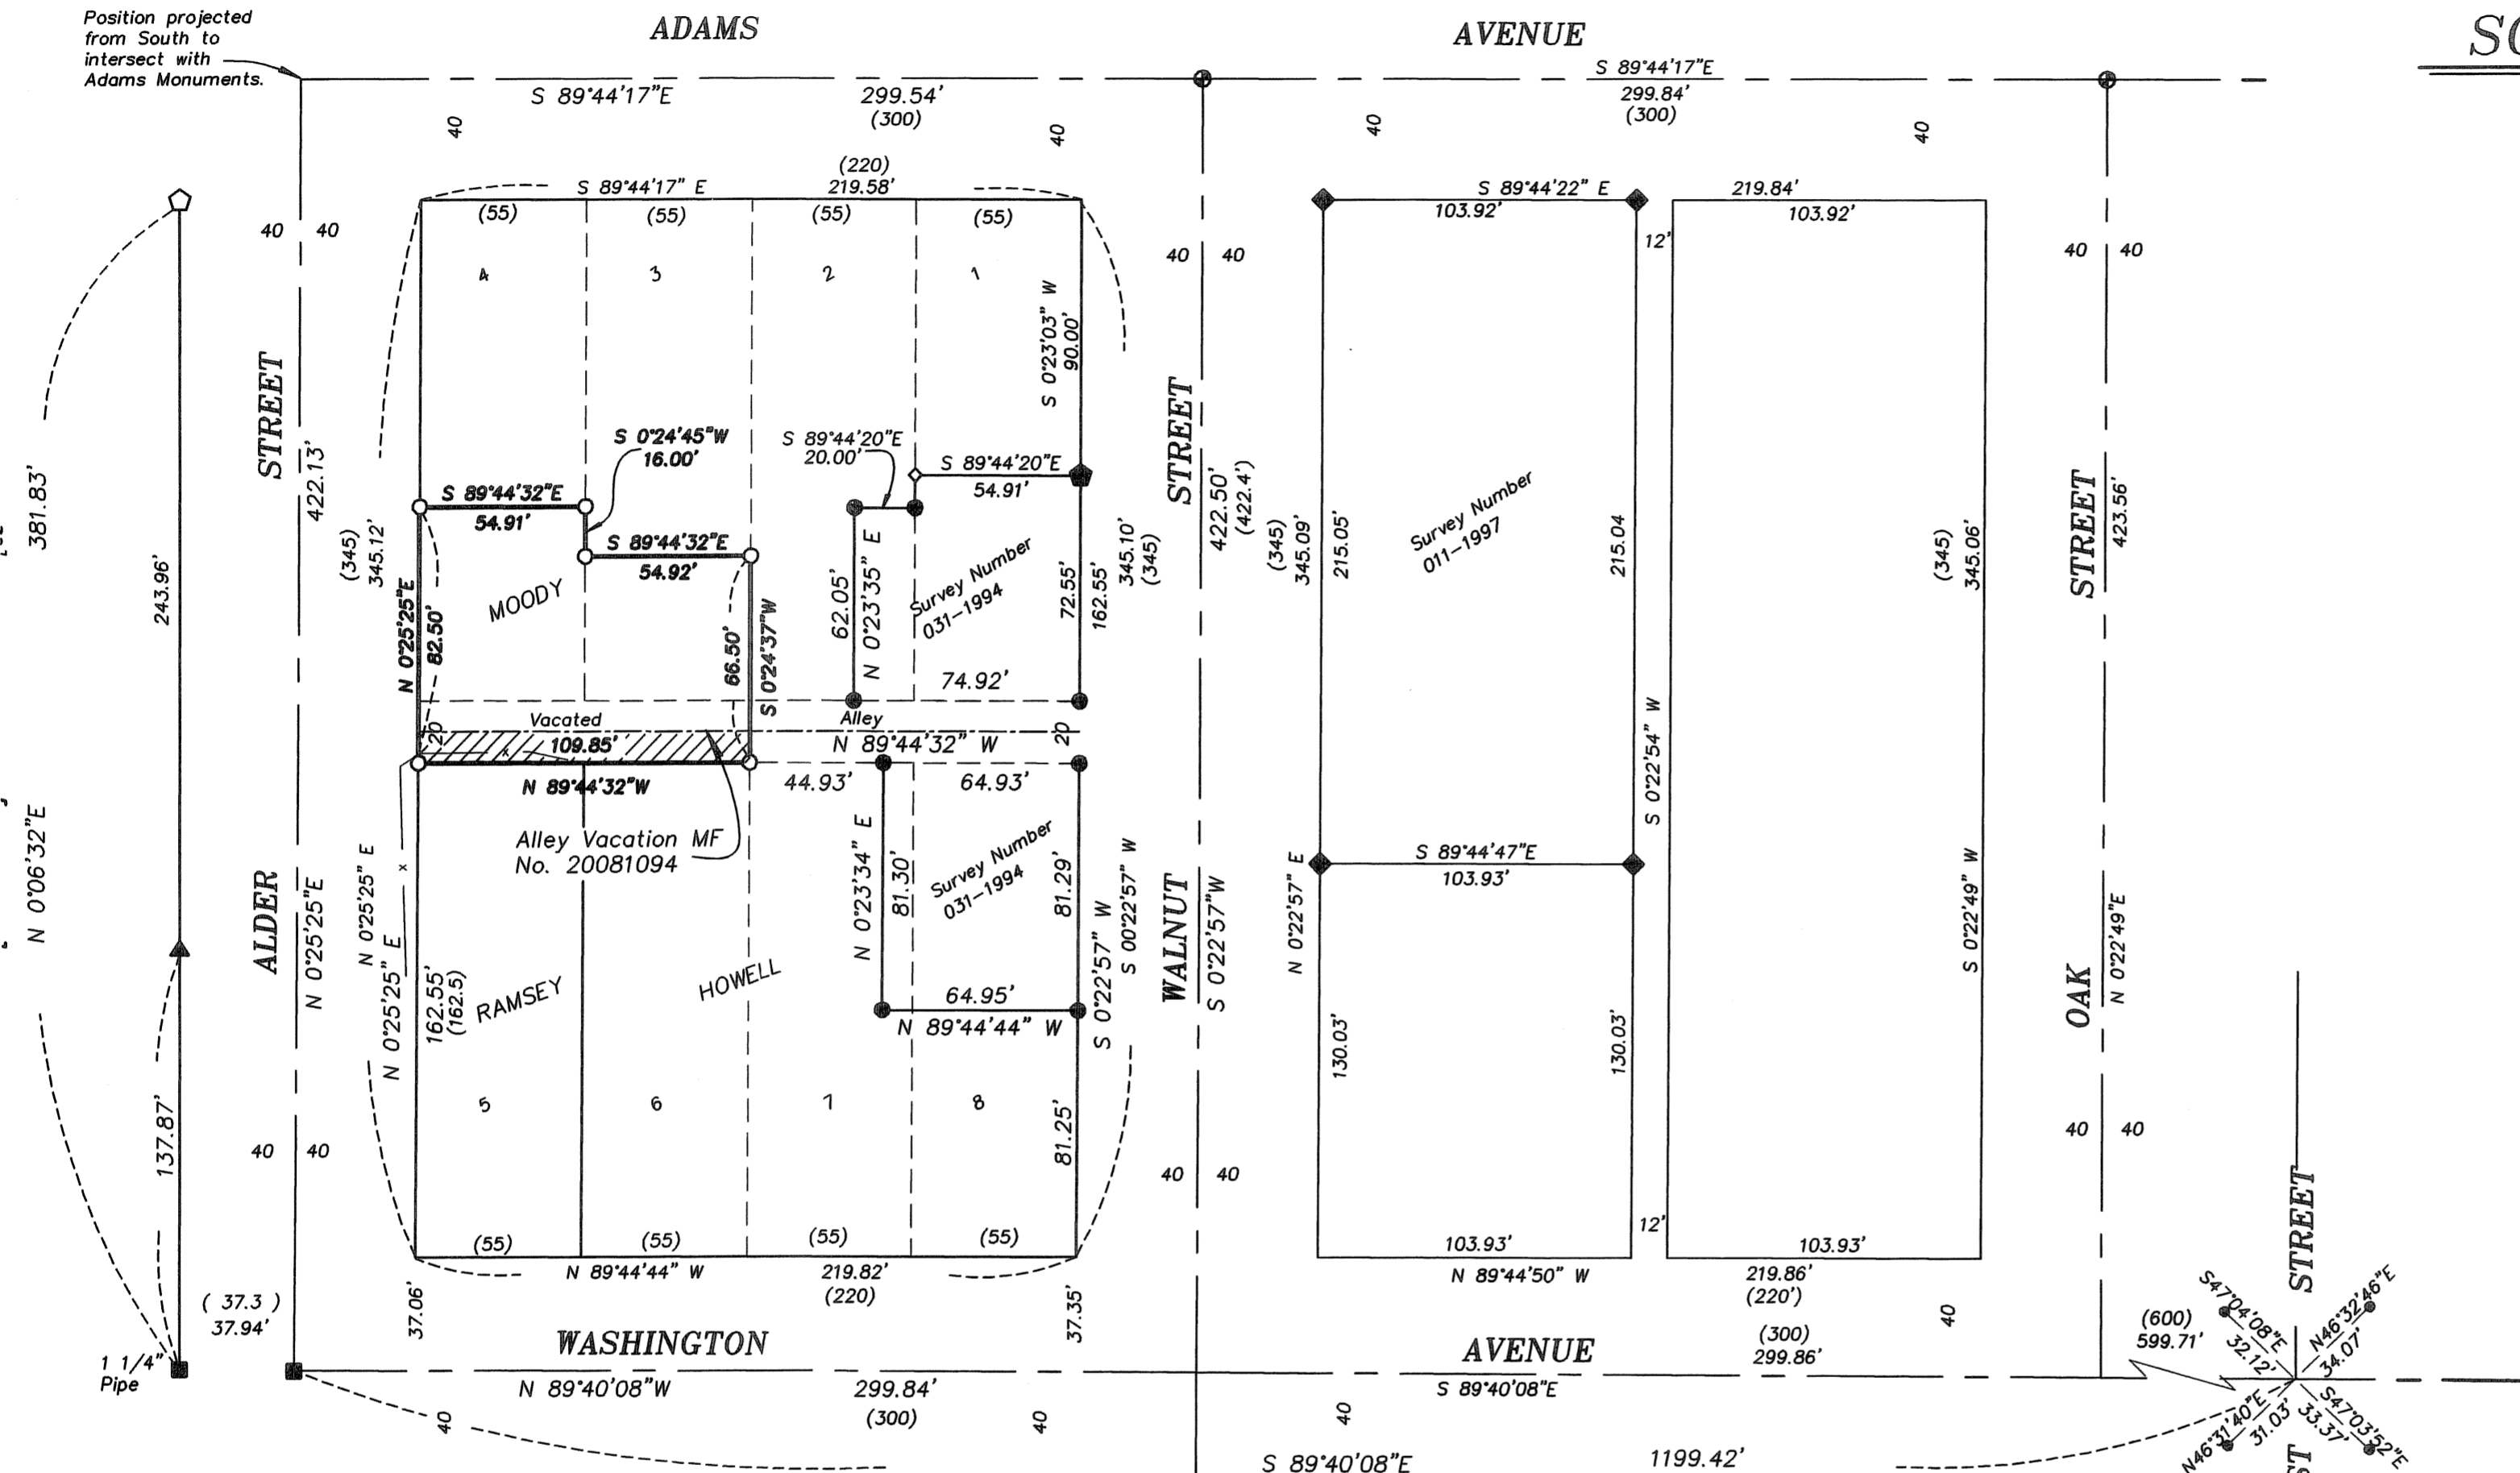 Position projected
from South to
intersect with
Adams Monuments.
ADAMS
AVENUE
S 89°44'17"E
299.54'
(300)
S 89°44'17"E
299.84'
(300)
40
40
40
40
(220)
S 89°44'17" E
219.58'
(55)
(55)
(55)
(55)
S 89°44'22" E
103.92'
219.84'
103.92'
12'
40
40
40
40
40
40
4
3
2
1
S 0°23'03" W
90.00'
STREET
422.13'
381.83'
243.96'
(345)
345.12'
S 0°24'45"W
16.00'
S 89°44'20"E
20.00'
S 89°44'20"E
54.91'
S 89°44'32"E
54.91'
S 89°44'32"E
54.92'
MOODY
N 0°25'25"E
82.50'
66.50'
S 0°24'37"W
62.05'
N 0°23'35" E
Survey Number
031-1994
72.55'
162.55'
345.10'
(345)
STREET
422.50'
(422.4')
(345)
345.09'
215.05'
Survey Number
011-1997
215.04
(345)
345.06'
STREET
423.56'
74.92'
Vacated
Alley
20
109.85'
N 89°44'32" W
20
N 89°44'32"W
44.93'
64.93'
S 0°22'54" W
Alley Vacation MF
No. 20081094
N 0°06'32"E
ALDER
N 0°25'25"E
N 0°25'25" E
N 0°25'25" E
x
x
162.55'
(162.5)
RAMSEY
HOWELL
N 0°23'34" E
81.30'
Survey Number
031-1994
81.29'
S 0°22'57" W
S 00°22'57" W
64.95'
N 89°44'44" W
WALNUT
S 0°22'57"W
N 0°22'57" E
S 89°44'47"E
103.93'
S 0°22'49" W
OAK
N 0°22'49"E
137.87'
40
40
5
6
7
8
81.25'
40
40
130.03'
130.03'
40
40
12'
(55)
(55)
(55)
(55)
N 89°44'44" W
219.82'
(220)
103.93'
N 89°44'50" W
103.93'
219.86'
(220')
( 37.3 )
37.94'
37.06'
37.35'
40
STREET
1 1/4"
Pipe
WASHINGTON
AVENUE
(300)
299.86'
(600)
599.71'
N 89°40'08"W
299.84'
(300)
S 89°40'08"E
40
40
40
S47°04'08"E
32.12'
N46°32'46"E
34.07'
N46°31'40"E
31.03'
S47°03'52"E
33.37'
S 89°40'08"E
1199.42'